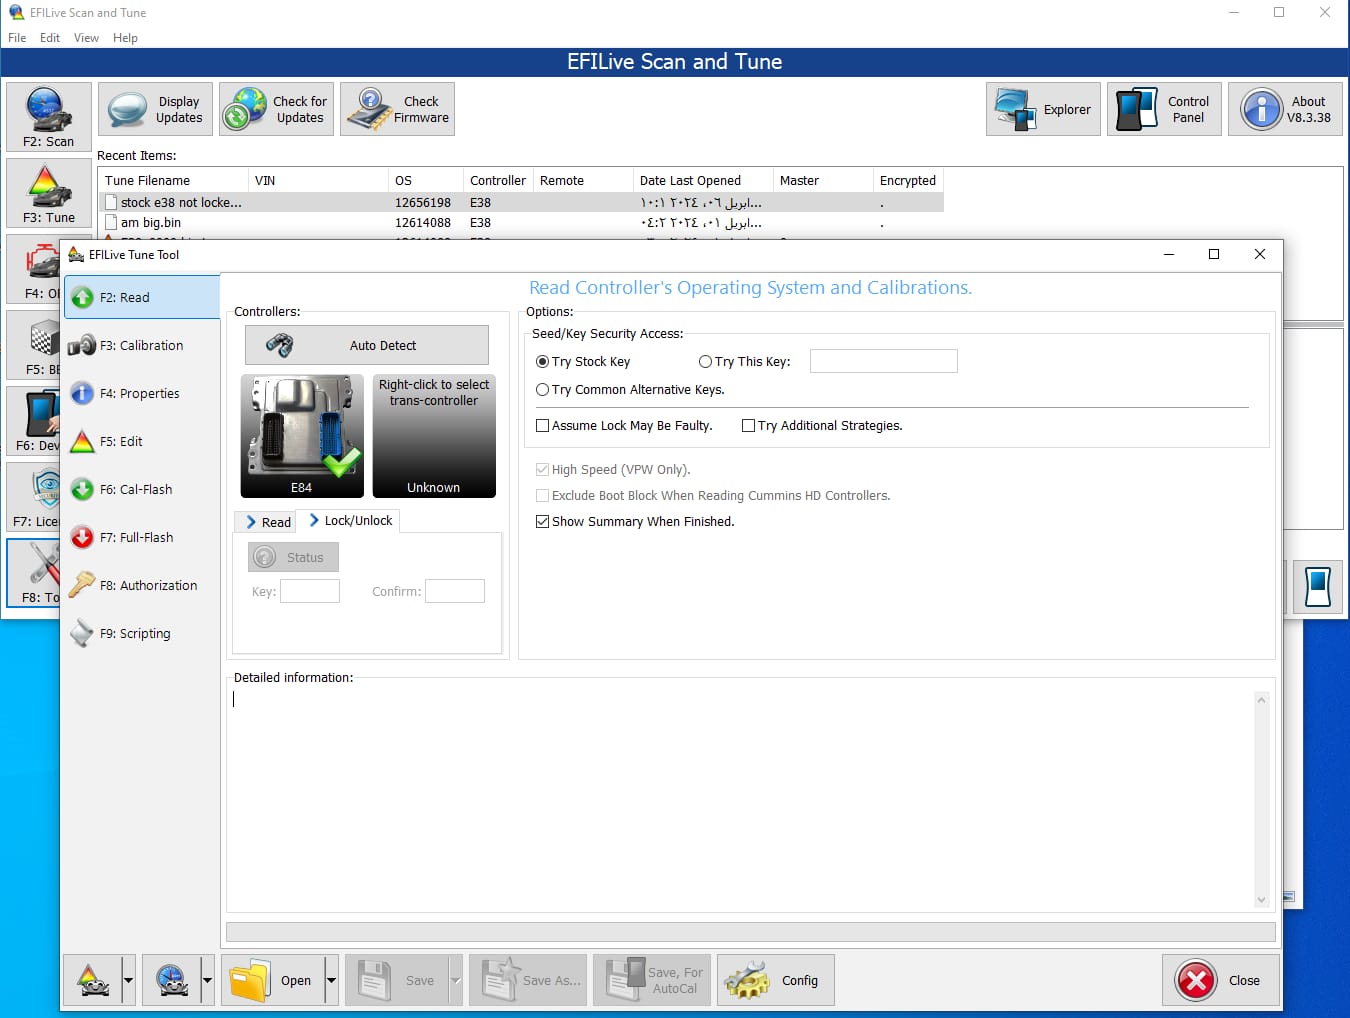 EFILive Scan and Tune
File Edit View Help
EFILive Scan and Tune
F2: Scan
Display Updates
Check for Updates
Check Firmware
Explorer
Control Panel
About V8.3.38
Recent Items:
Tune Filename VIN OS Controller Remote Date Last Opened Master Encrypted
stock e38 not locke... 12656198 E38 ابريل ٠٦، ٢٠٢٤ ١٠:١... .
am big.bin 12614088 E38 ابريل ٠١، ٢٠٢٤ ٠٤:٢... .
F3: Tune
F4: O
F5: B
F6: Dev
F7: Lice
F8: To
EFILive Tune Tool
F2: Read
F3: Calibration
F4: Properties
F5: Edit
F6: Cal-Flash
F7: Full-Flash
F8: Authorization
F9: Scripting
Read Controller's Operating System and Calibrations.
Controllers:
Auto Detect
E84
Right-click to select
trans-controller
Unknown
Read Lock/Unlock
Status
Key: Confirm:
Options:
Seed/Key Security Access:
Try Stock Key Try This Key:
Try Common Alternative Keys.
Assume Lock May Be Faulty. Try Additional Strategies.
High Speed (VPW Only).
Exclude Boot Block When Reading Cummins HD Controllers.
Show Summary When Finished.
Detailed information:
Open Save Save As... Save, For AutoCal Config Close